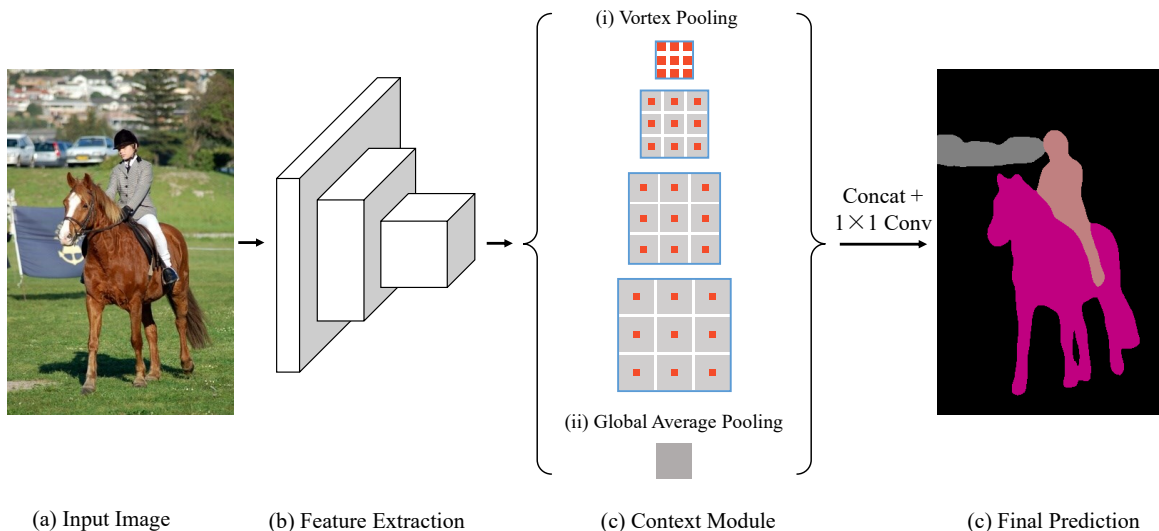 (i) Vortex Pooling
Concat +
1×1 Conv
(ii) Global Average Pooling
(a) Input Image
(b) Feature Extraction
(c) Context Module
(c) Final Prediction